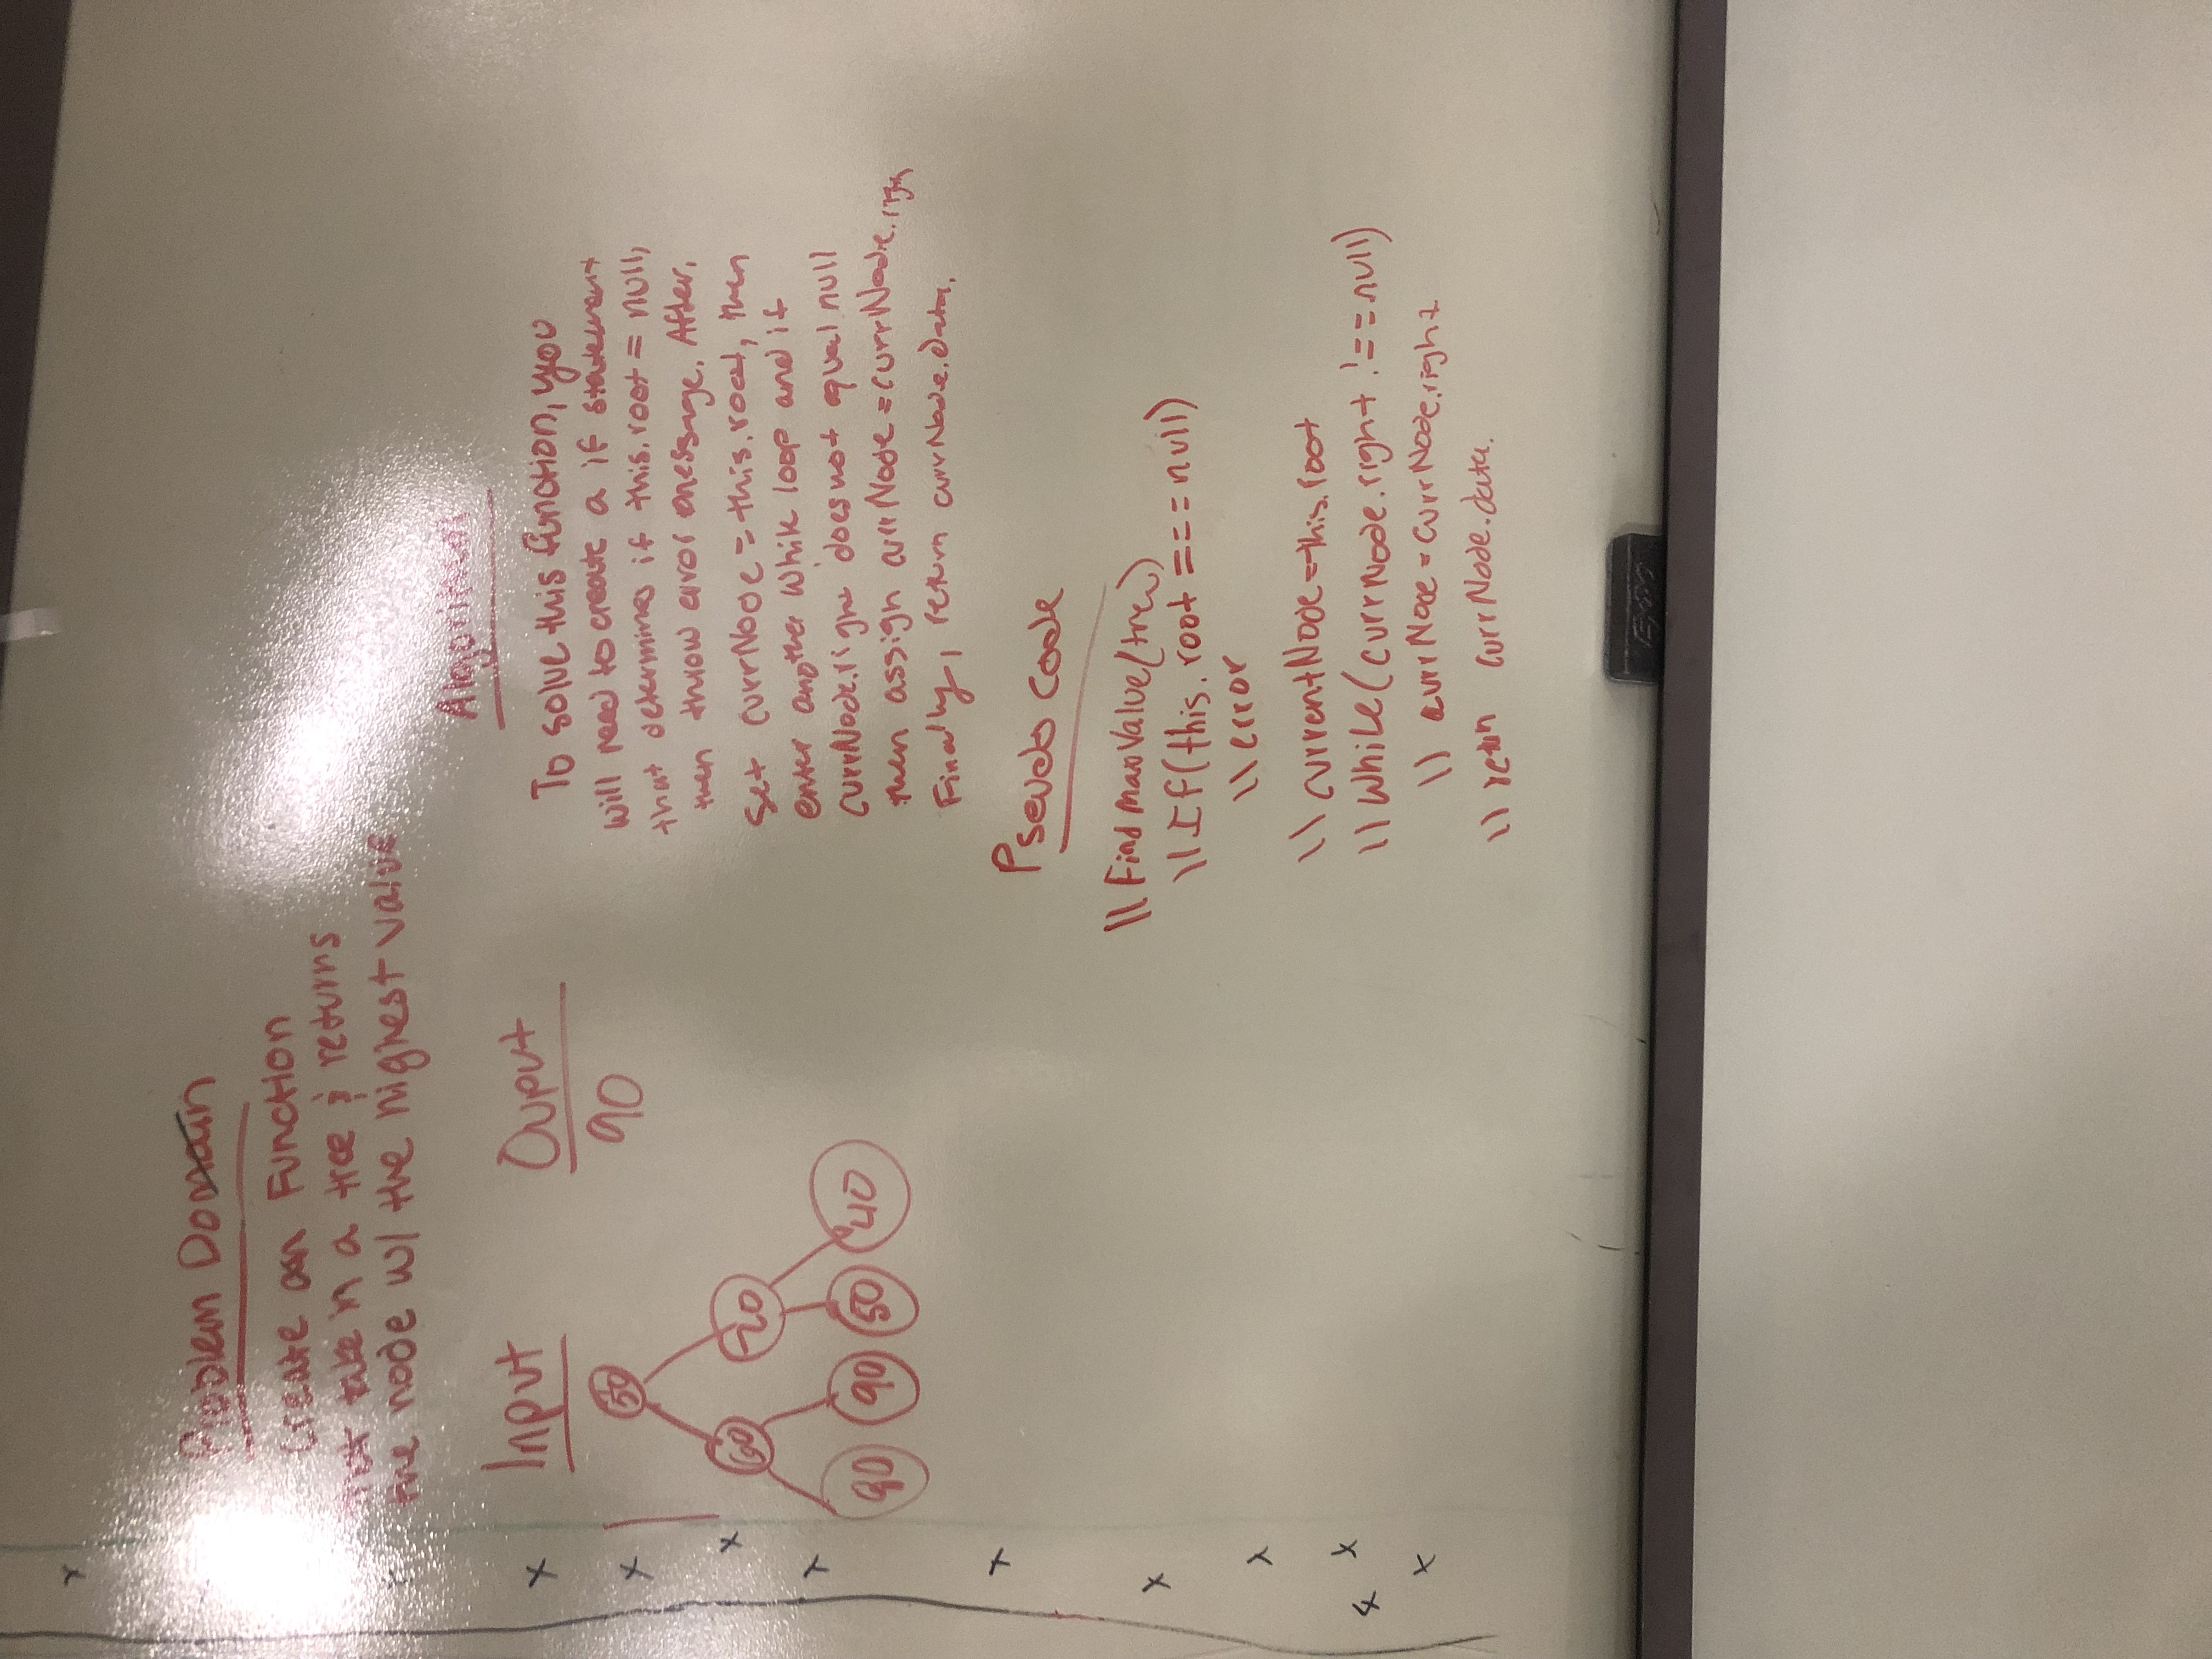 Problem Domain
Create an Function
that take in a tree & returns
the node w/ the highest value
Input
50
60
20
90
50
40
Ouput
90
Algorithm
To solve this function, you
will need to create a if statement
that determines if this.root = null,
then throw error message. After,
Set currNode = this.root, then
enter another while loop and if
currNode.right does not equal null
then assign currNode = currNode.right
Finally, return currNode.data.
Pseudo Code
\\ Find maxValue(tree)
\\ If(this.root === null)
\\ error
\\ currentNode = this.root
\\ While(currNode.right !== null)
\\ currNode = currNode.right
\\ return currNode.data.